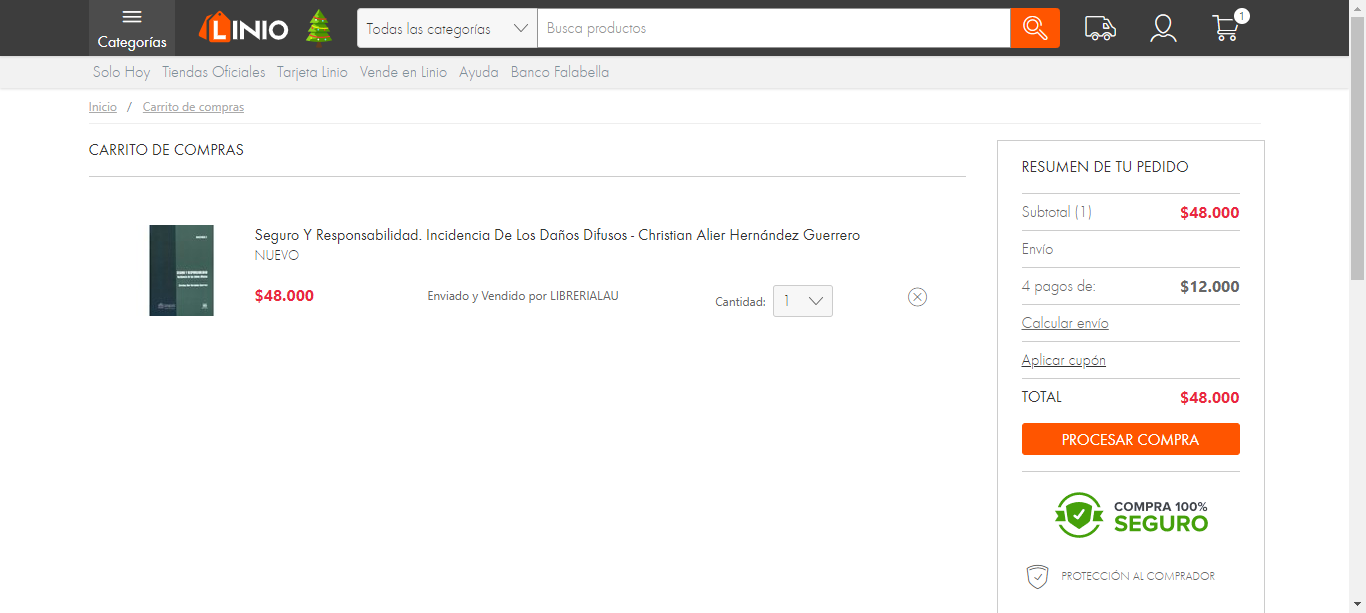 Categorías
LINIO
Todas las categorías
Busca productos
1
Solo Hoy Tiendas Oficiales Tarjeta Linio Vende en Linio Ayuda Banco Falabella
Inicio / Carrito de compras
CARRITO DE COMPRAS
Seguro Y Responsabilidad. Incidencia De Los Daños Difusos - Christian Alier Hernández Guerrero
NUEVO
$48.000
Enviado y Vendido por LIBRERIALAU
Cantidad: 1
RESUMEN DE TU PEDIDO
Subtotal (1) $48.000
Envío
4 pagos de: $12.000
Calcular envío
Aplicar cupón
TOTAL $48.000
PROCESAR COMPRA
COMPRA 100%
SEGURO
PROTECCIÓN AL COMPRADOR